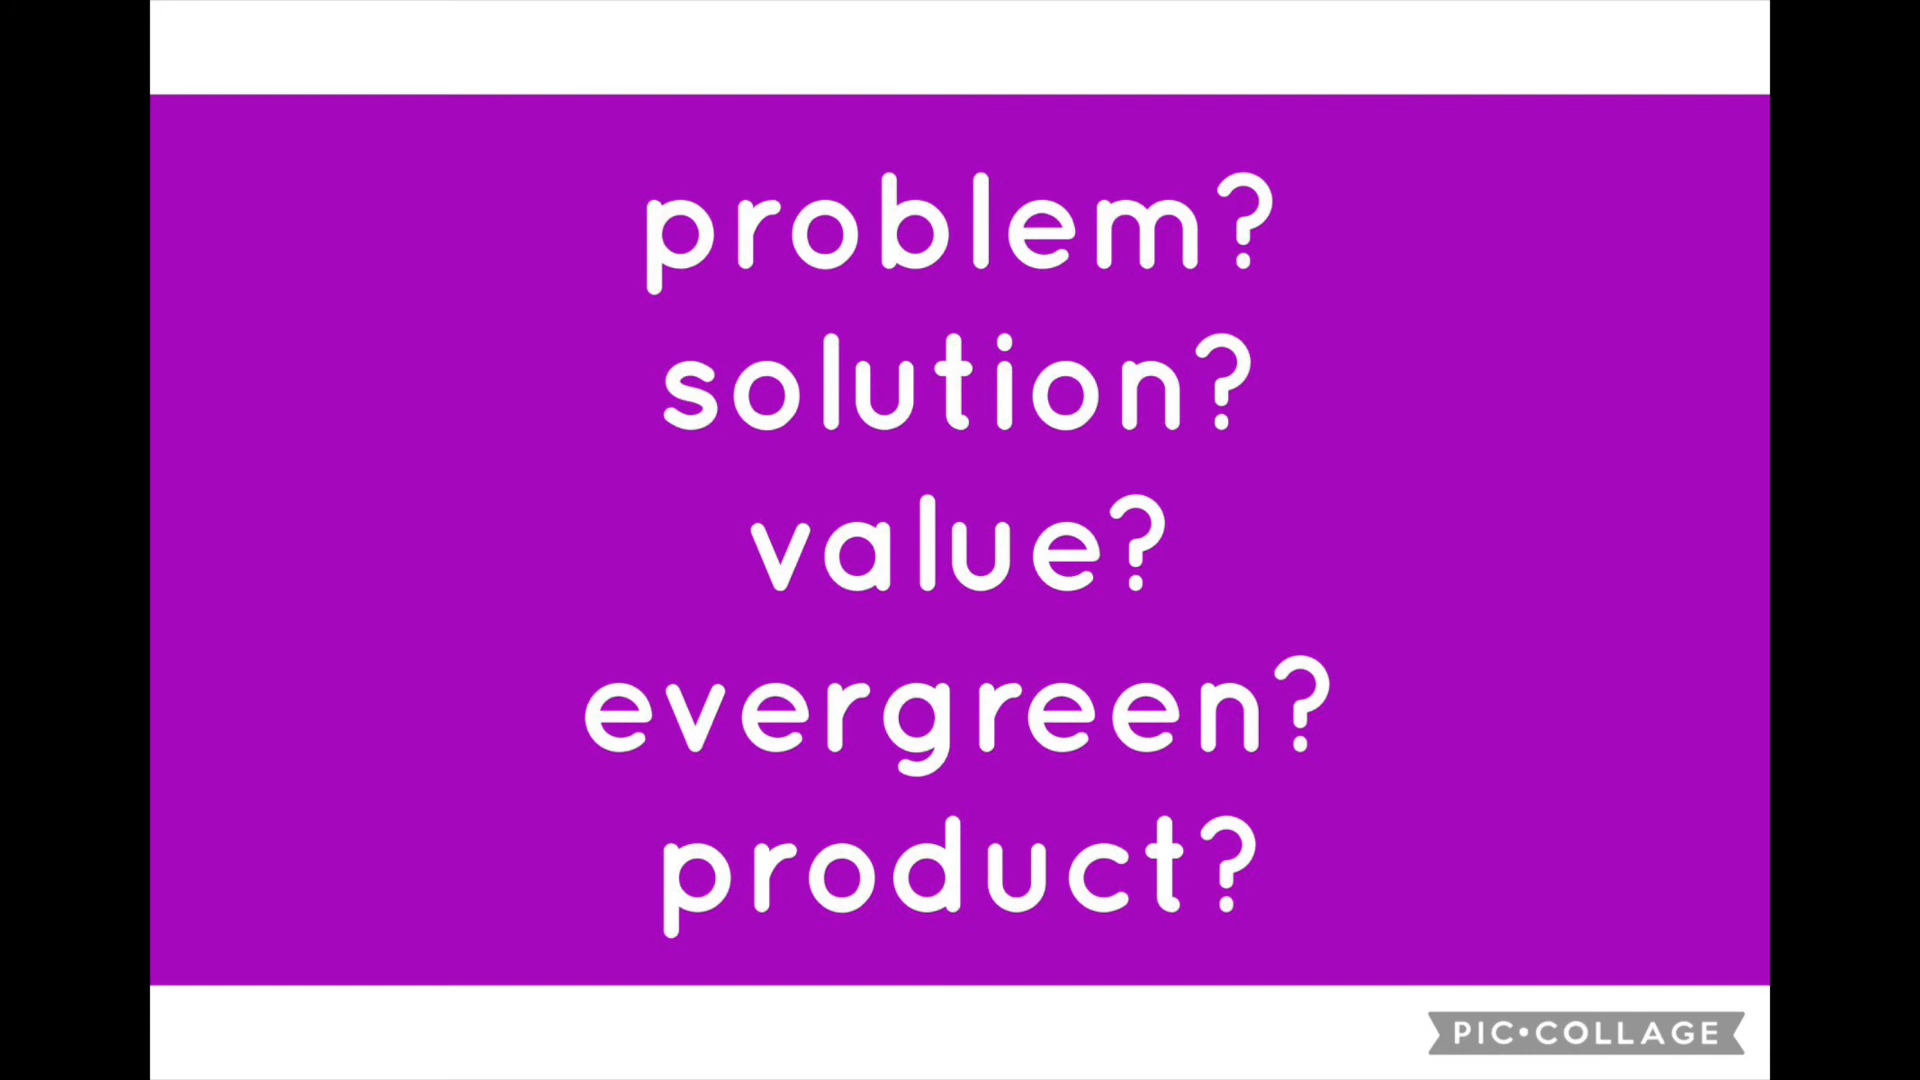 problem?
solution?
value?
evergreen?
product?
PIC•COLLAGE